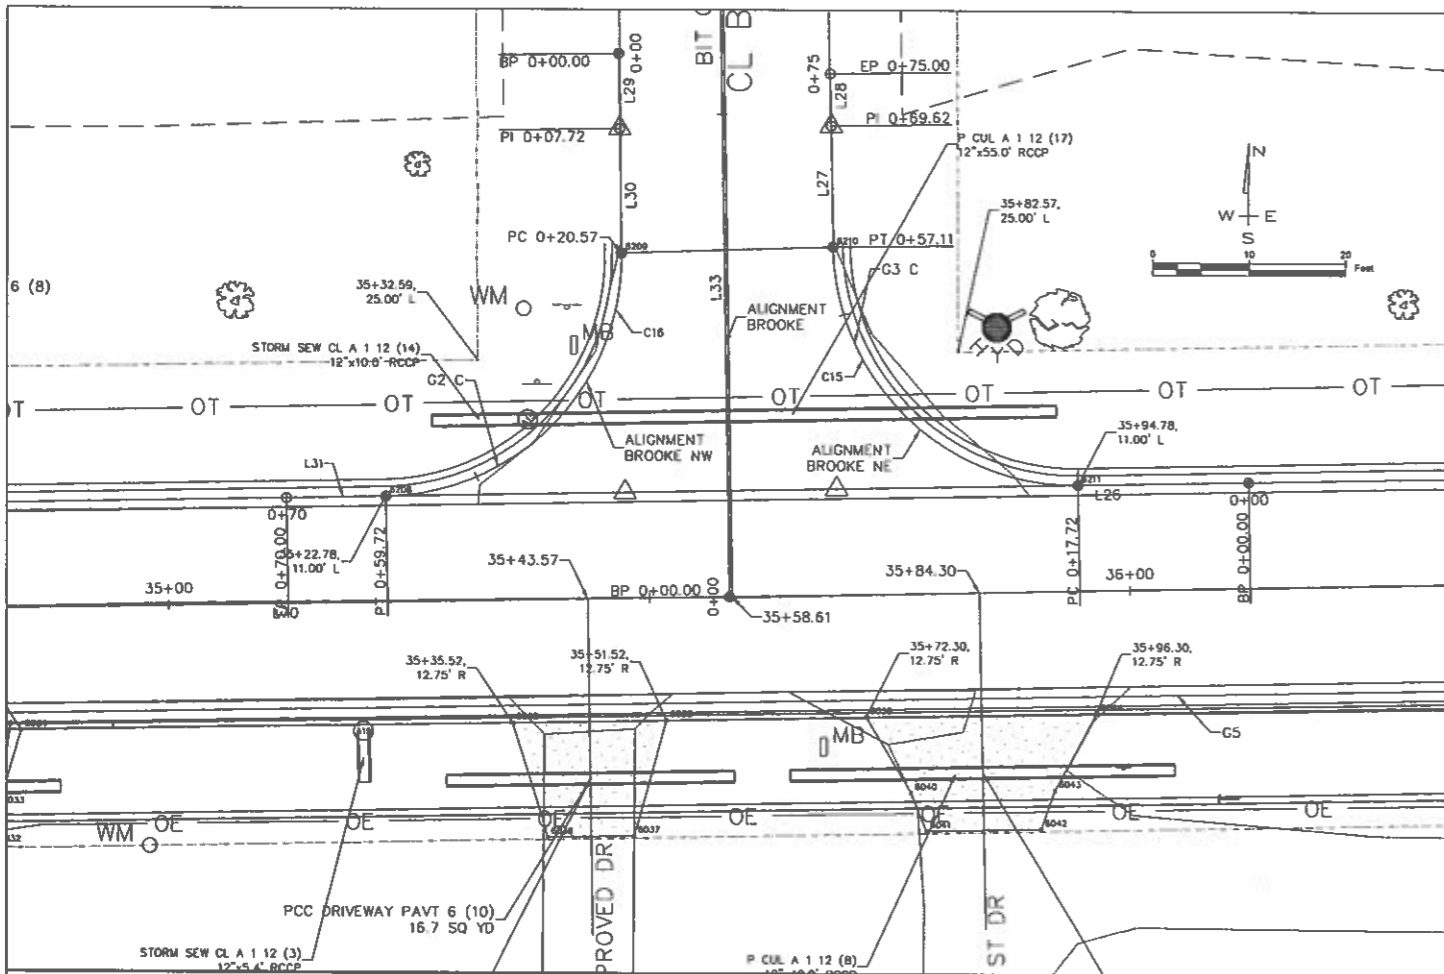 BP 0+00.00
0+00
L29
BIT
CL B
0+75
EP 0+75.00
L28
PI 0+07.72
PI 0+69.62
P CUL A 1 12 (17)
12"x55.0' RCCP
N
W E
S
0 10 20
Feet
L30
L27
35+82.57,
25.00' L
PC 0+20.57
PT 0+57.11
G3 C
6 (8)
35+32.59,
25.00' L
WM
L33
ALIGNMENT
BROOKE
C16
MB
HYD
STORM SEW CL A 1 12 (14)
RCCP
G2 C
C15
OT OT OT OT OT OT OT
35+94.78,
11.00' L
ALIGNMENT
BROOKE NW
ALIGNMENT
BROOKE NE
L31
L26
0+70
0+00
35+22.78,
11.00' L
0+70.00
PT 0+59.72
PC 0+17.72
BP 0+00.00
35+00
35+43.57
BP 0+00.00
0+00
35+58.61
35+84.30
36+00
35+35.52,
12.75' R
35+51.52,
12.75' R
35+72.30,
12.75' R
35+96.30,
12.75' R
G5
MB
6040
6043
OE OE OE OE OE OE OE
6037
6042
WM
PCC DRIVEWAY PAVT 6 (10)
16.7 SQ YD
PROVED DR
ST DR
STORM SEW CL A 1 12 (3)
12"x5.4' RCCP
P CUL A 1 12 (8)